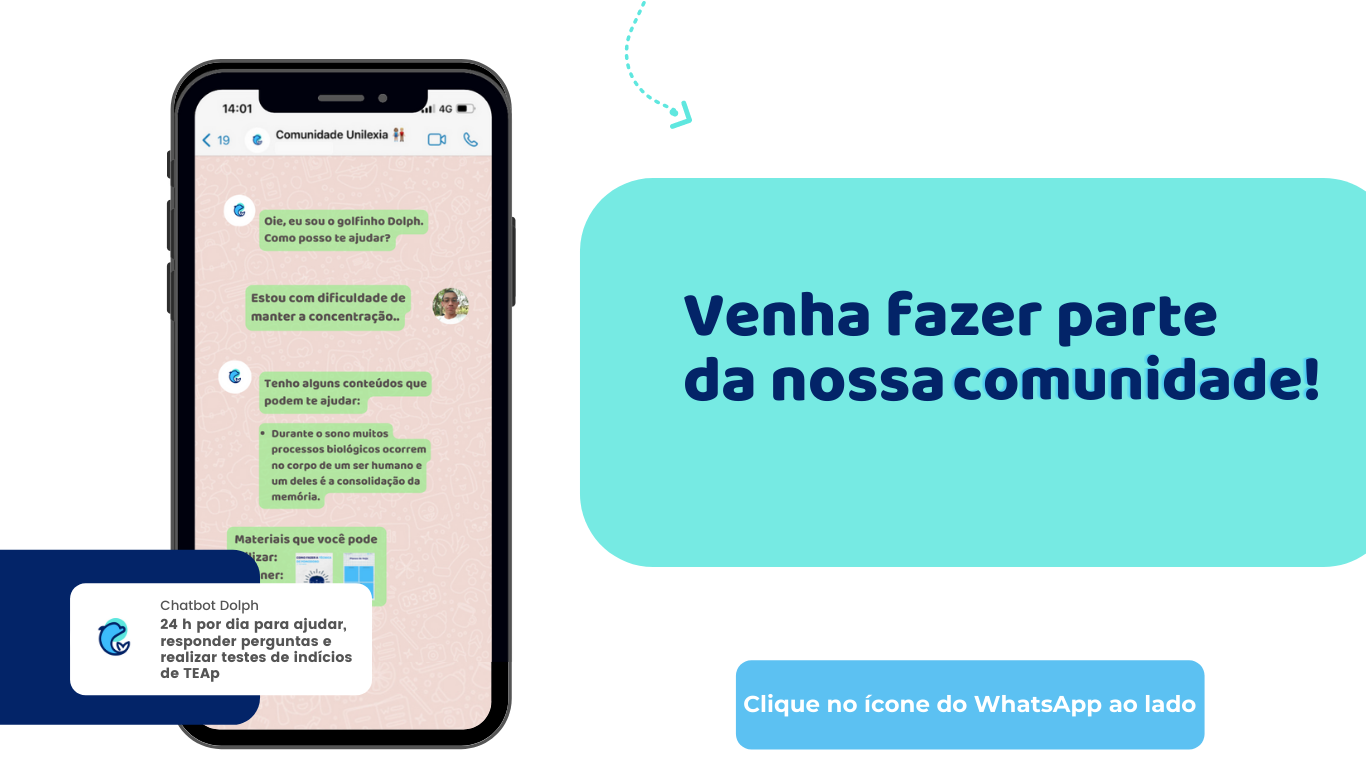 14:01
4G
19
Comunidade Unilexia
Oie, eu sou o golfinho Dolph.
Como posso te ajudar?
Estou com dificuldade de
manter a concentração..
Tenho alguns conteúdos que
podem te ajudar:
• Durante o sono muitos
processos biológicos ocorrem
no corpo de um ser humano e
um deles é a consolidação da
memória.
Materiais que você pode
Chatbot Dolph
24 h por dia para ajudar,
responder perguntas e
realizar testes de indícios
de TEAp
Venha fazer parte
da nossa comunidade!
Clique no ícone do WhatsApp ao lado